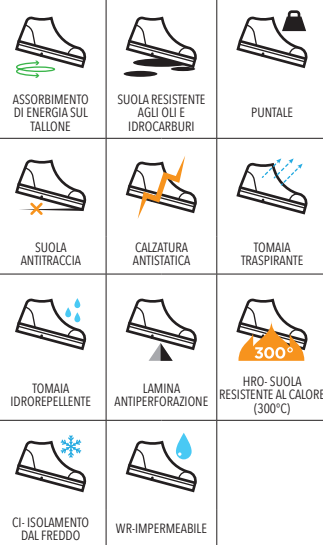 ASSORBIMENTO
DI ENERGIA SUL
TALLONE
SUOLA RESISTENTE
AGLI OLI E
IDROCARBURI
PUNTALE
SUOLA
ANTITRACCIA
CALZATURA
ANTISTATICA
TOMAIA
TRASPIRANTE
TOMAIA
IDROREPELLENTE
LAMINA
ANTIPERFORAZIONE
300°
HRO- SUOLA
RESISTENTE AL CALORE
(300°C)
CI- ISOLAMENTO
DAL FREDDO
WR-IMPERMEABILE